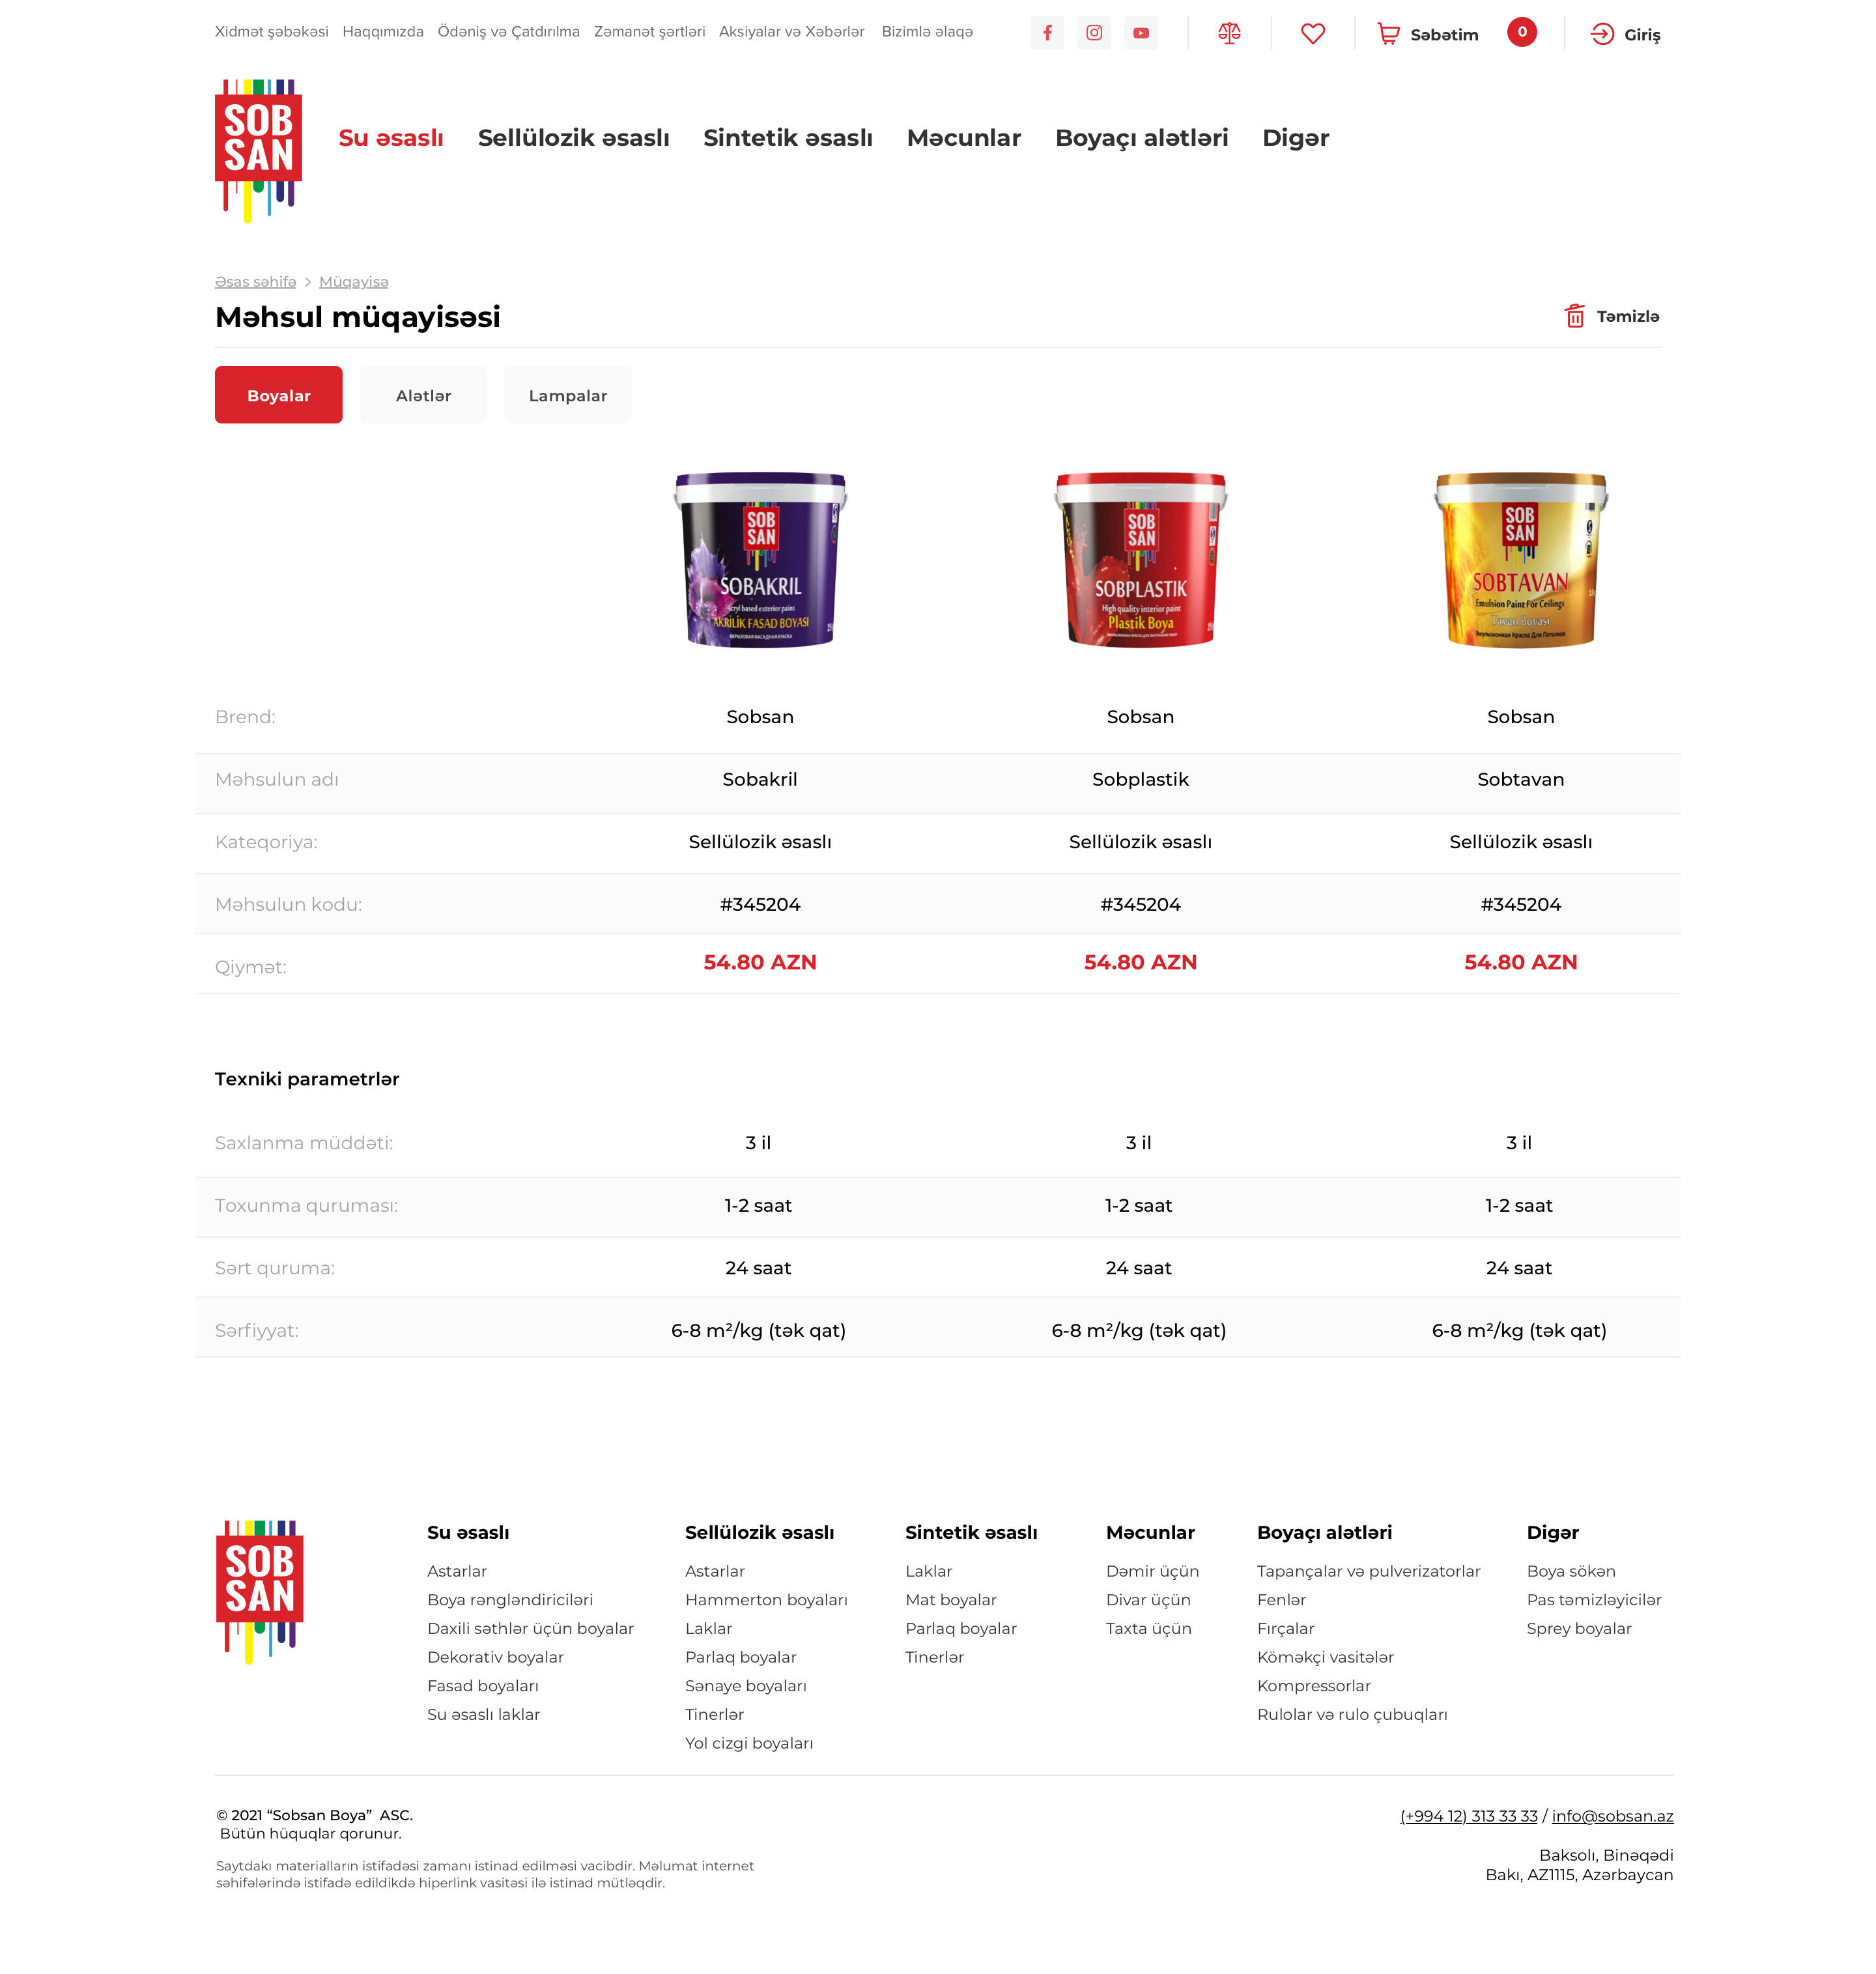 Xidmət şəbəkəsi Haqqımızda Ödəniş və Çatdırılma Zəmanət şərtləri Aksiyalar və Xəbərlər Bizimlə əlaqə Səbətim 0 Giriş
SOB
SAN
Su əsaslı Sellülozik əsaslı Sintetik əsaslı Məcunlar Boyaçı alətləri Digər
Əsas səhifə > Müqayisə
Məhsul müqayisəsi Təmizlə
Boyalar Alətlər Lampalar
SOB
SAN
SOBAKRIL
Acryl based exterior paint
AKRİLİK FASAD BOYASI
АКРИЛОВАЯ ФАСАДНАЯ КРАСКА
SOB
SAN
SOBPLASTIK
High quality interior paint
Plastik Boya
SOB
SAN
SOBTAVAN
Emulsion Paint For Ceilings
Tavan Boyası
Эмульсионная Краска Для Потолков
Brend: Sobsan Sobsan Sobsan
Məhsulun adı Sobakril Sobplastik Sobtavan
Kateqoriya: Sellülozik əsaslı Sellülozik əsaslı Sellülozik əsaslı
Məhsulun kodu: #345204 #345204 #345204
Qiymət: 54.80 AZN 54.80 AZN 54.80 AZN
Texniki parametrlər
Saxlanma müddəti: 3 il 3 il 3 il
Toxunma quruması: 1-2 saat 1-2 saat 1-2 saat
Sərt quruma: 24 saat 24 saat 24 saat
Sərfiyyat: 6-8 m²/kg (tək qat) 6-8 m²/kg (tək qat) 6-8 m²/kg (tək qat)
SOB
SAN
Su əsaslı
Astarlar
Boya rəngləndiriciləri
Daxili səthlər üçün boyalar
Dekorativ boyalar
Fasad boyaları
Su əsaslı laklar
Sellülozik əsaslı
Astarlar
Hammerton boyaları
Laklar
Parlaq boyalar
Sənaye boyaları
Tinerlər
Yol cizgi boyaları
Sintetik əsaslı
Laklar
Mat boyalar
Parlaq boyalar
Tinerlər
Məcunlar
Dəmir üçün
Divar üçün
Taxta üçün
Boyaçı alətləri
Tapançalar və pulverizatorlar
Fenlər
Fırçalar
Köməkçi vasitələr
Kompressorlar
Rulolar və rulo çubuqları
Digər
Boya sökən
Pas təmizləyicilər
Sprey boyalar
© 2021 “Sobsan Boya” ASC.
Bütün hüquqlar qorunur.
Saytdakı materialların istifadəsi zamanı istinad edilməsi vacibdir. Məlumat internet
səhifələrində istifadə edildikdə hiperlink vasitəsi ilə istinad mütləqdir.
(+994 12) 313 33 33 / info@sobsan.az
Baksolı, Binəqədi
Bakı, AZ1115, Azərbaycan